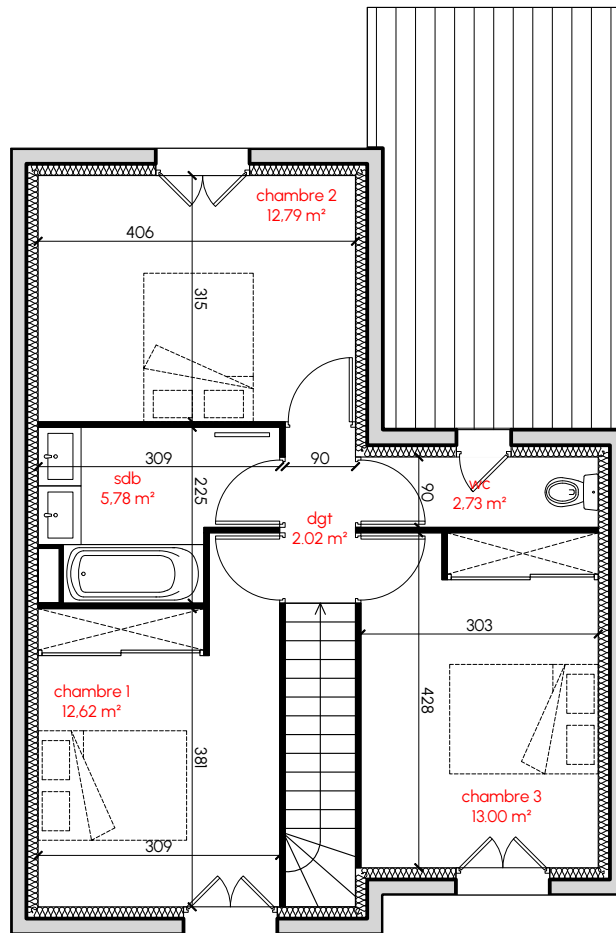 chambre 2
12,79 m²
406
315
309
sdb
5,78 m²
225
90
90
wc
2,73 m²
dgt
2.02 m²
303
chambre 1
12,62 m²
428
381
chambre 3
13.00 m²
309